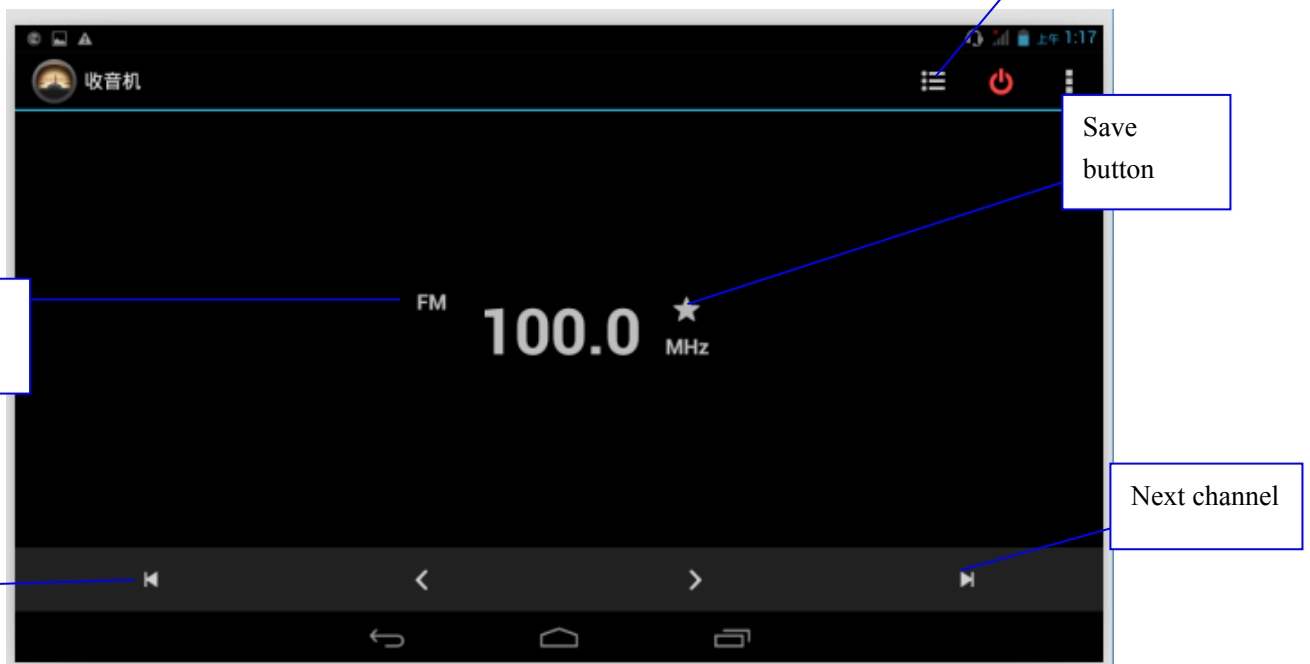 上午 1:17
收音机
Save
button
FM
100.0
MHz
Next channel